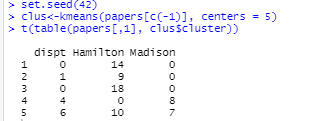 > set.seed(42)
> clus<-kmeans(papers[c(-1)], centers = 5)
> t(table(papers[,1], clus$cluster))
dispt Hamilton Madison
1 0 14 0
2 1 9 0
3 0 18 0
4 4 0 8
5 6 10 7